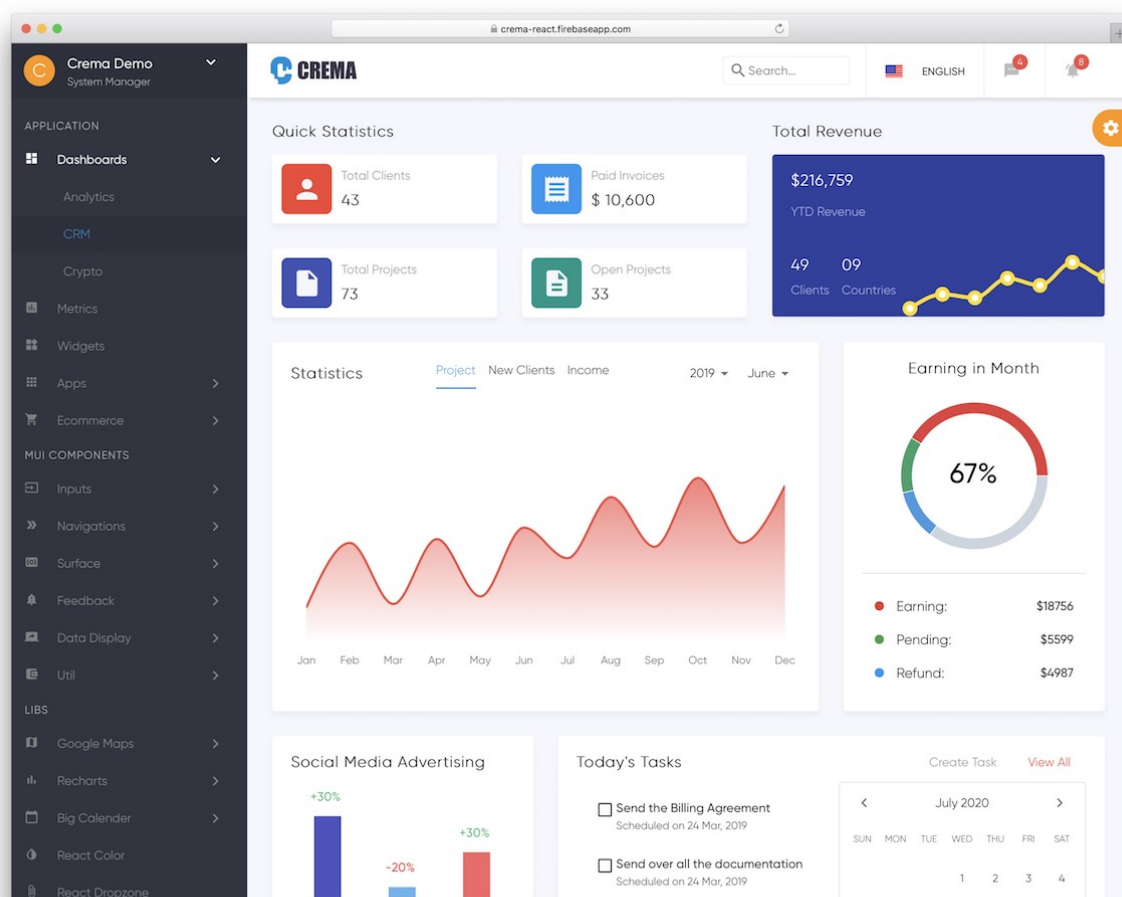 crema-react.firebaseapp.com
C
Crema Demo
System Manager
CREMA
Search...
ENGLISH
4
8
APPLICATION
Dashboards
Analytics
CRM
Crypto
Metrics
Widgets
Apps
Ecommerce
MUI COMPONENTS
Inputs
Navigations
Surface
Feedback
Data Display
Util
LIBS
Google Maps
Recharts
Big Calender
React Color
React Dropzone
Quick Statistics
Total Clients
43
Paid Invoices
$ 10,600
Total Projects
73
Open Projects
33
Total Revenue
$216,759
YTD Revenue
49 09
Clients Countries
Statistics
Project New Clients Income
2019 June
Jan Feb Mar Apr May Jun Jul Aug Sep Oct Nov Dec
Earning in Month
67%
Earning: $18756
Pending: $5599
Refund: $4987
Social Media Advertising
+30%
-20%
+30%
Today's Tasks
Create Task View All
Send the Billing Agreement
Scheduled on 24 Mar, 2019
Send over all the documentation
Scheduled on 24 Mar, 2019
July 2020
SUN MON TUE WED THU FRI SAT
1 2 3 4